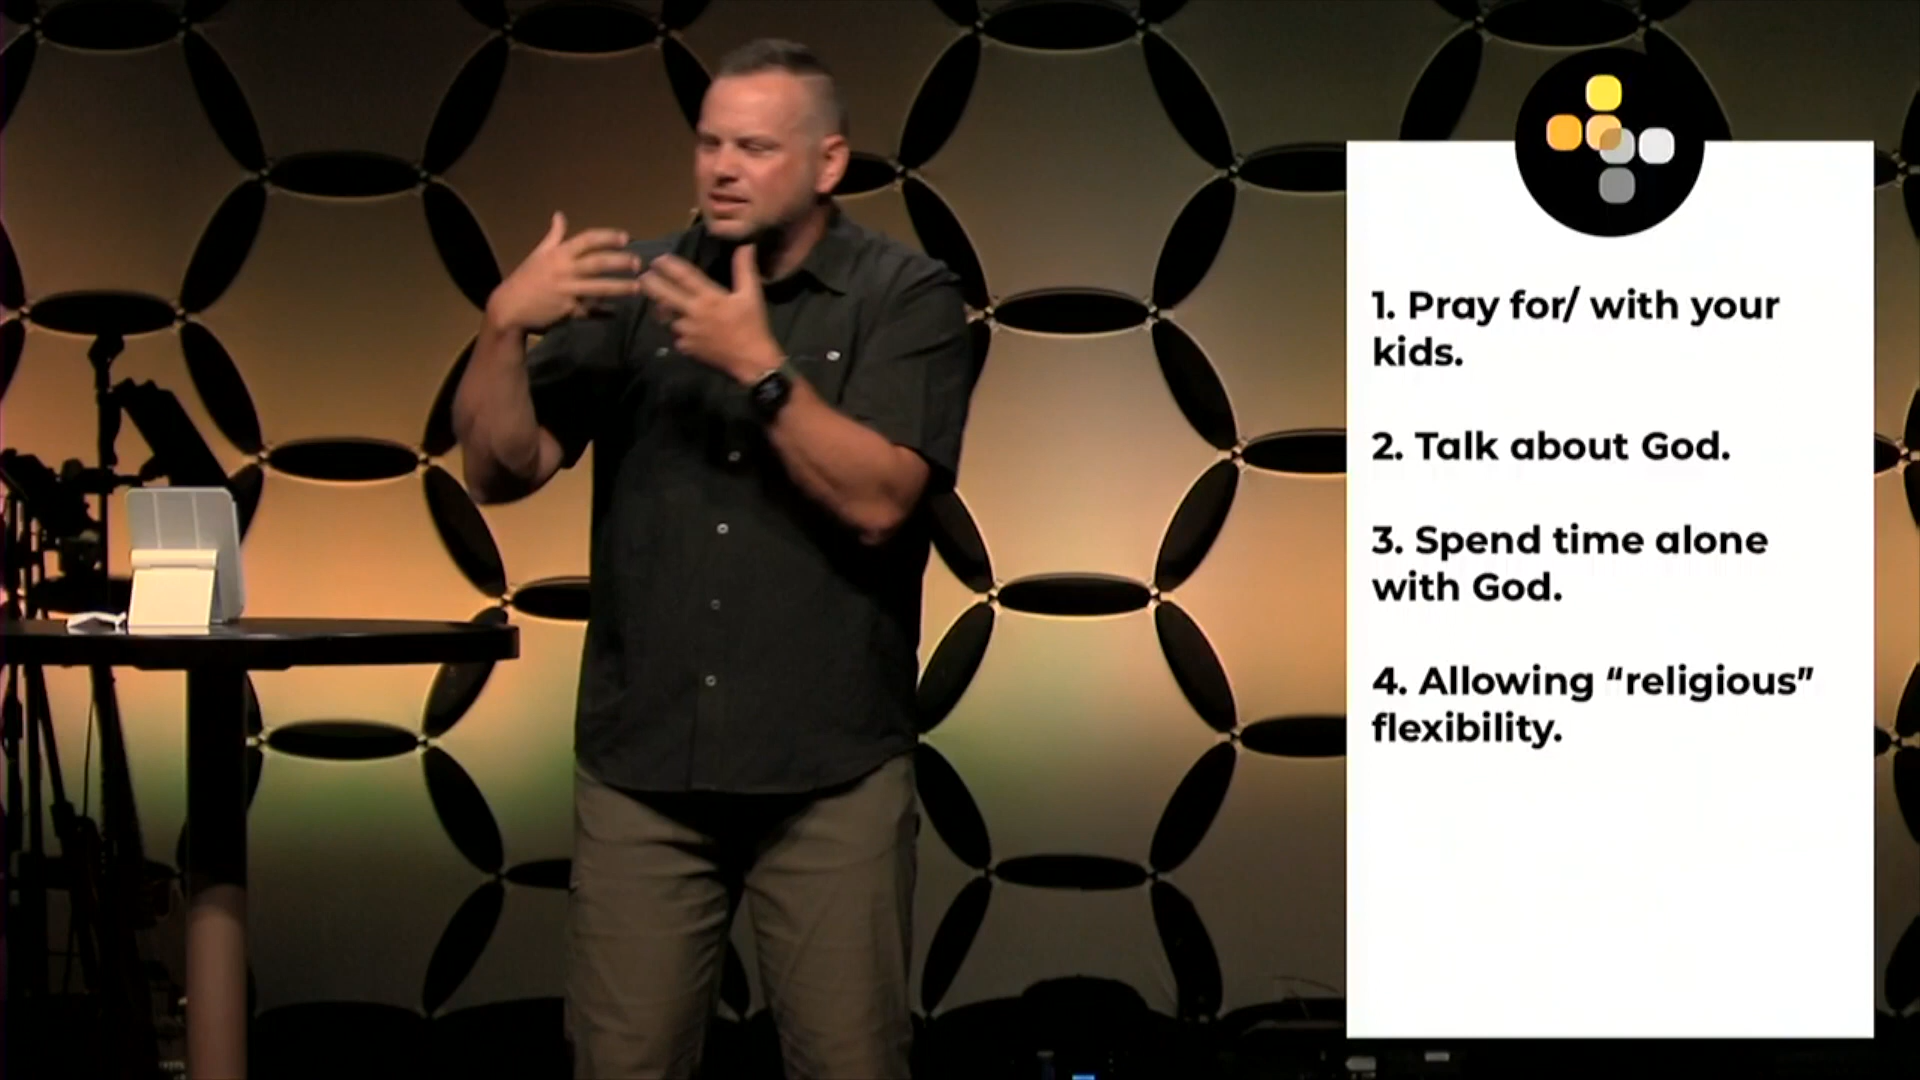 1. Pray for/ with your
kids.
2. Talk about God.
3. Spend time alone
with God.
4. Allowing “religious”
flexibility.